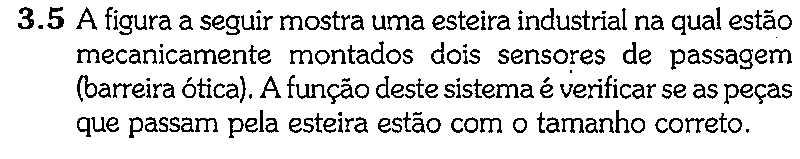 3.5 A figura a seguir mostra uma esteira industrial na qual estão
mecanicamente montados dois sensores de passagem
(barreira ótica). A função deste sistema é verificar se as peças
que passam pela esteira estão com o tamanho correto.